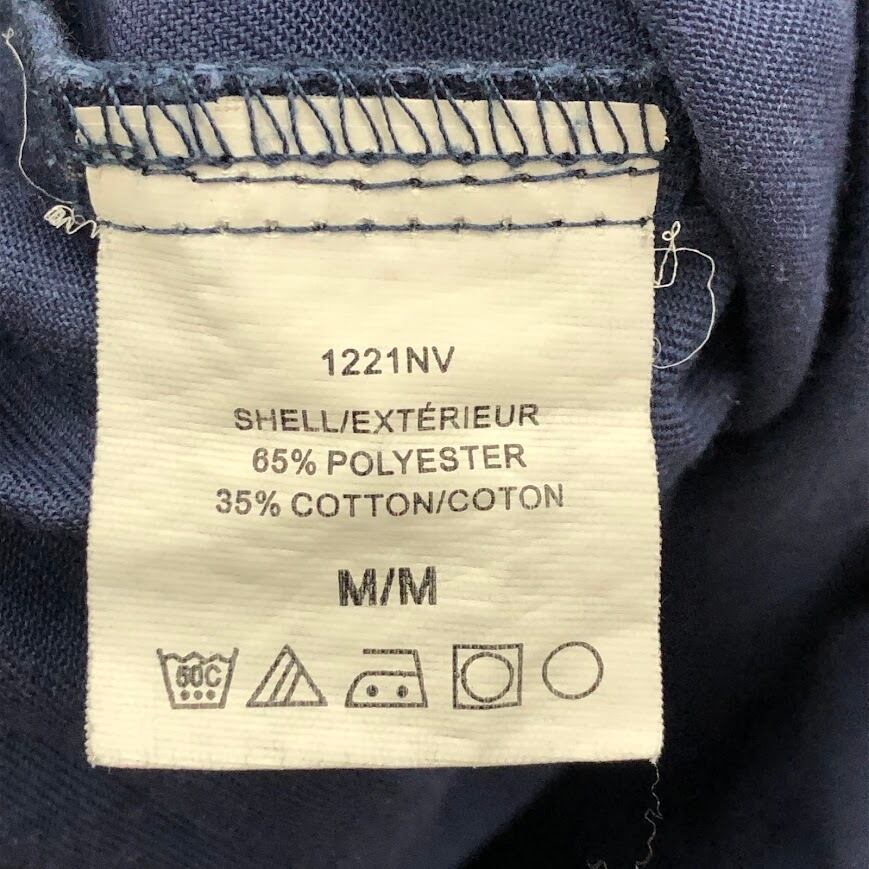 1221NV
SHELL/EXTÉRIEUR
65% POLYESTER
35% COTTON/COTON
M/M
60C